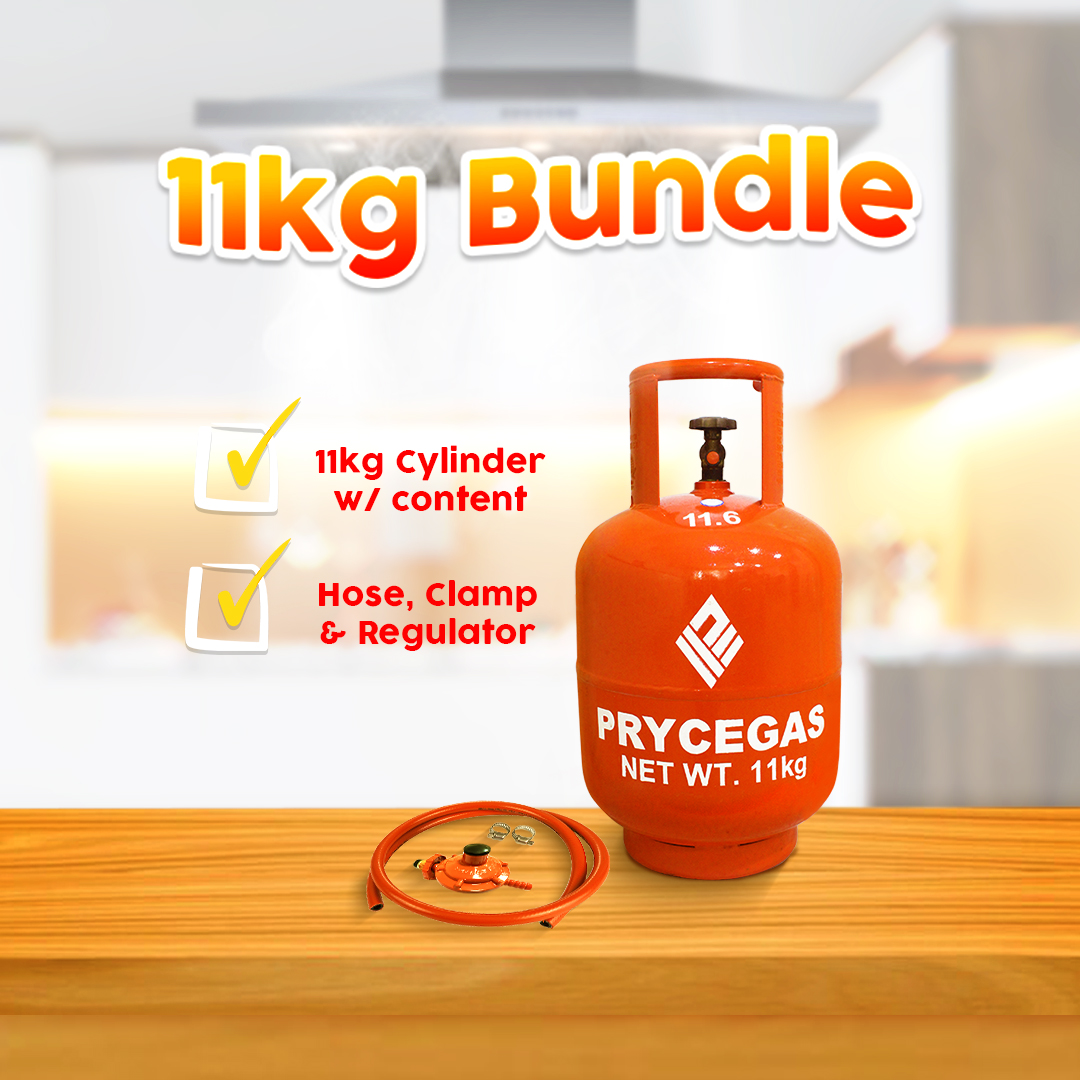 11kg Bundle
11kg Cylinder
w/ content
Hose, Clamp
& Regulator
11.6
PRYCEGAS
NET WT. 11kg